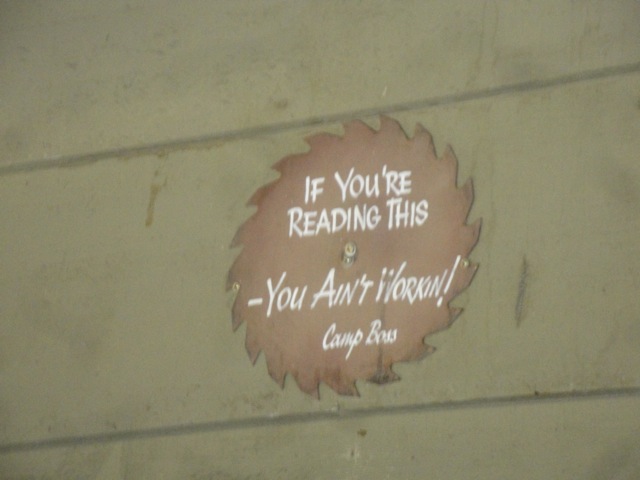 IF YOU'RE
READING THIS
-YOU AIN'T WORKIN!
Camp Boss